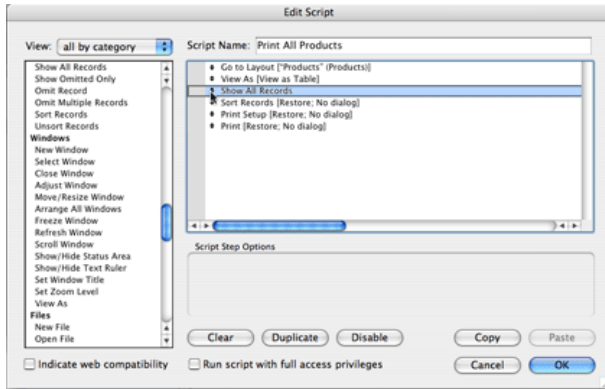 Edit Script
View: all by category
Script Name: Print All Products
Show All Records
Show Omitted Only
Omit Record
Omit Multiple Records
Sort Records
Unsort Records
Windows
New Window
Select Window
Close Window
Adjust Window
Move/Resize Window
Arrange All Windows
Freeze Window
Refresh Window
Scroll Window
Show/Hide Status Area
Show/Hide Text Ruler
Set Window Title
Set Zoom Level
View As
Files
New File
Open File
Go to Layout ["Products" (Products)]
View As [View as Table]
Show All Records
Sort Records [Restore; No dialog]
Print Setup [Restore; No dialog]
Print [Restore; No dialog]
Script Step Options
Clear Duplicate Disable Copy Paste
Indicate web compatibility Run script with full access privileges Cancel OK